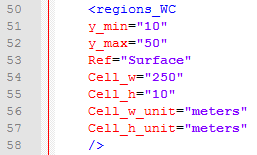 50 <regions_WC
51 y_min="10"
52 y_max="50"
53 Ref="Surface"
54 Cell_w="250"
55 Cell_h="10"
56 Cell_w_unit="meters"
57 Cell_h_unit="meters"
58 />